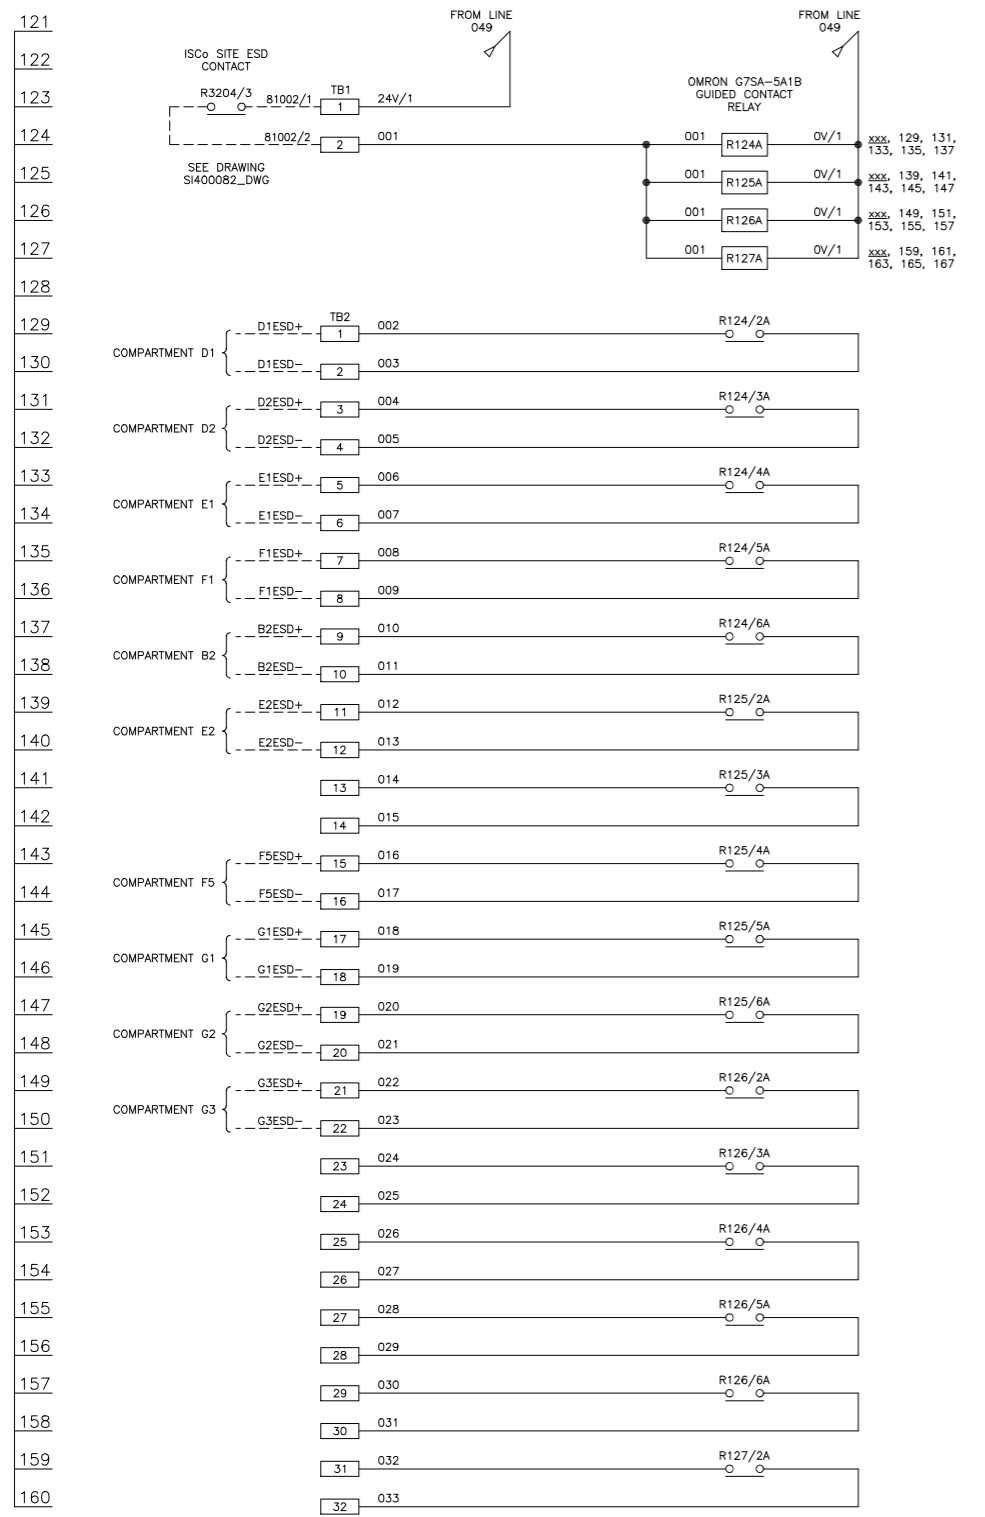 FROM LINE
049
FROM LINE
049
121
122
ISCo SITE ESD
CONTACT
OMRON G7SA-5A1B
GUIDED CONTACT
RELAY
123
R3204/3 81002/1 TB1
1 24V/1
124 81002/2 2 001 001 R124A 0V/1 xxx, 129, 131,
133, 135, 137
SEE DRAWING
SI400082_DWG
125 001 R125A 0V/1 xxx, 139, 141,
143, 145, 147
126 001 R126A 0V/1 xxx, 149, 151,
153, 155, 157
127 001 R127A 0V/1 xxx, 159, 161,
163, 165, 167
128
TB2
129 D1ESD+ 1 002 R124/2A
COMPARTMENT D1
130 D1ESD- 2 003
131 D2ESD+ 3 004 R124/3A
COMPARTMENT D2
132 D2ESD- 4 005
133 E1ESD+ 5 006 R124/4A
COMPARTMENT E1
134 E1ESD- 6 007
135 F1ESD+ 7 008 R124/5A
COMPARTMENT F1
136 F1ESD- 8 009
137 B2ESD+ 9 010 R124/6A
COMPARTMENT B2
138 B2ESD- 10 011
139 E2ESD+ 11 012 R125/2A
COMPARTMENT E2
140 E2ESD- 12 013
141 13 014 R125/3A
142 14 015
143 F5ESD+ 15 016 R125/4A
COMPARTMENT F5
144 F5ESD- 16 017
145 G1ESD+ 17 018 R125/5A
COMPARTMENT G1
146 G1ESD- 18 019
147 G2ESD+ 19 020 R125/6A
COMPARTMENT G2
148 G2ESD- 20 021
149 G3ESD+ 21 022 R126/2A
COMPARTMENT G3
150 G3ESD- 22 023
151 23 024 R126/3A
152 24 025
153 25 026 R126/4A
154 26 027
155 27 028 R126/5A
156 28 029
157 29 030 R126/6A
158 30 031
159 31 032 R127/2A
160 32 033